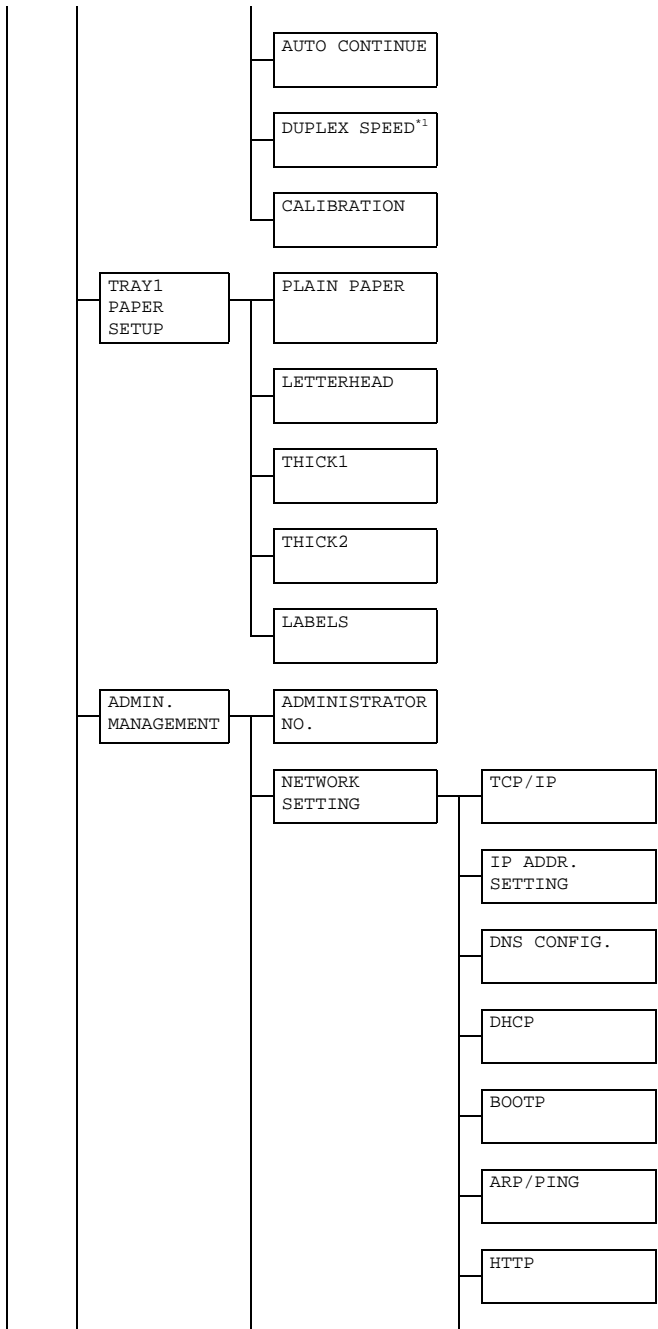 AUTO CONTINUE
DUPLEX SPEED*1
CALIBRATION
TRAY1
PAPER
SETUP
PLAIN PAPER
LETTERHEAD
THICK1
THICK2
LABELS
ADMIN.
MANAGEMENT
ADMINISTRATOR
NO.
NETWORK
SETTING
TCP/IP
IP ADDR.
SETTING
DNS CONFIG.
DHCP
BOOTP
ARP/PING
HTTP